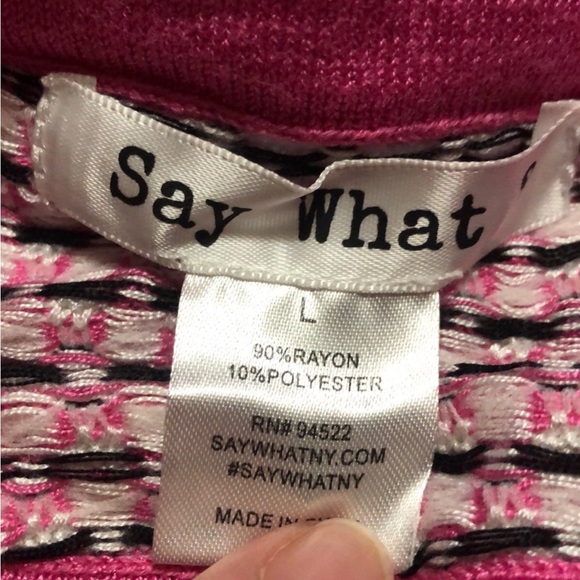 Say What
L
90%RAYON
10%POLYESTER
RN# 94522
SAYWHATNY.COM
#SAYWHATNY
MADE IN